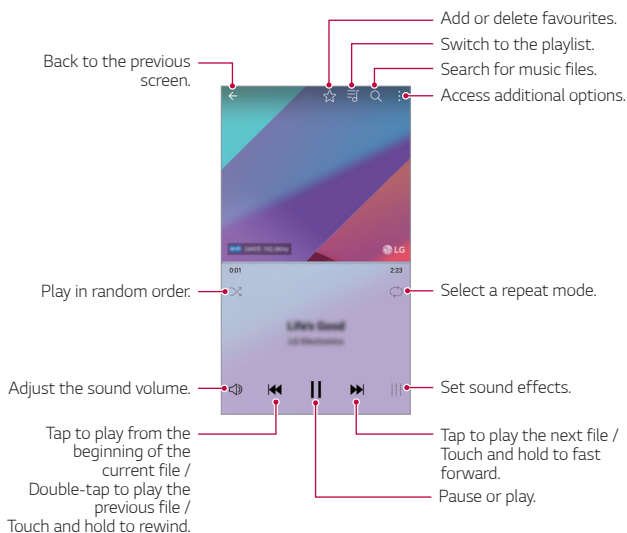 Add or delete favourites.
Switch to the playlist.
Back to the previous
screen.
Search for music files.
Access additional options.
LG
0:01
2:23
Play in random order.
Select a repeat mode.
Life's Good
LG Electronics
Adjust the sound volume.
Set sound effects.
Tap to play from the
beginning of the
current file /
Double-tap to play the
previous file /
Touch and hold to rewind.
Tap to play the next file /
Touch and hold to fast
forward.
Pause or play.